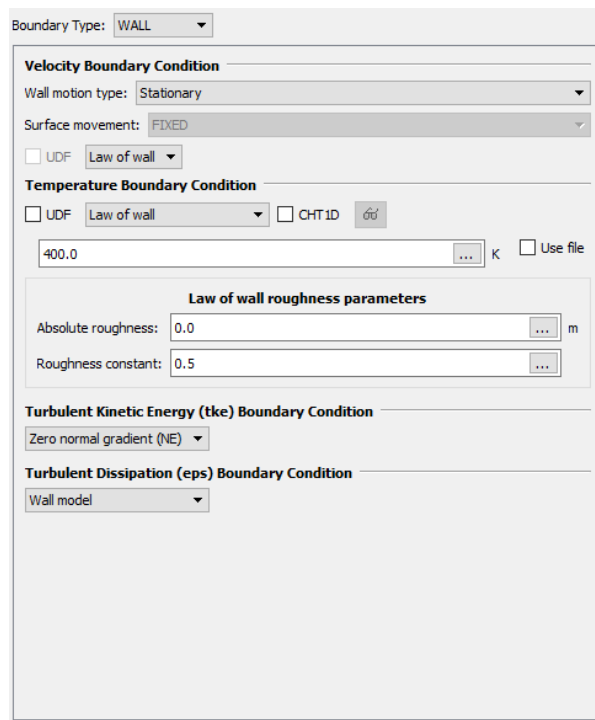 Boundary Type: WALL
Velocity Boundary Condition
Wall motion type: Stationary
Surface movement: FIXED
UDF Law of wall
Temperature Boundary Condition
UDF Law of wall CHT1D
400.0 ... K Use file
Law of wall roughness parameters
Absolute roughness: 0.0 ... m
Roughness constant: 0.5 ...
Turbulent Kinetic Energy (tke) Boundary Condition
Zero normal gradient (NE)
Turbulent Dissipation (eps) Boundary Condition
Wall model